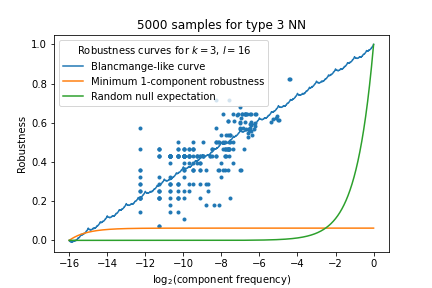 5000 samples for type 3 NN
Robustness curves for k = 3, l = 16
Blancmange-like curve
Minimum 1-component robustness
Random null expectation
Robustness
1.0
0.8
0.6
0.4
0.2
0.0
−16 −14 −12 −10 −8 −6 −4 −2 0
log₂(component frequency)